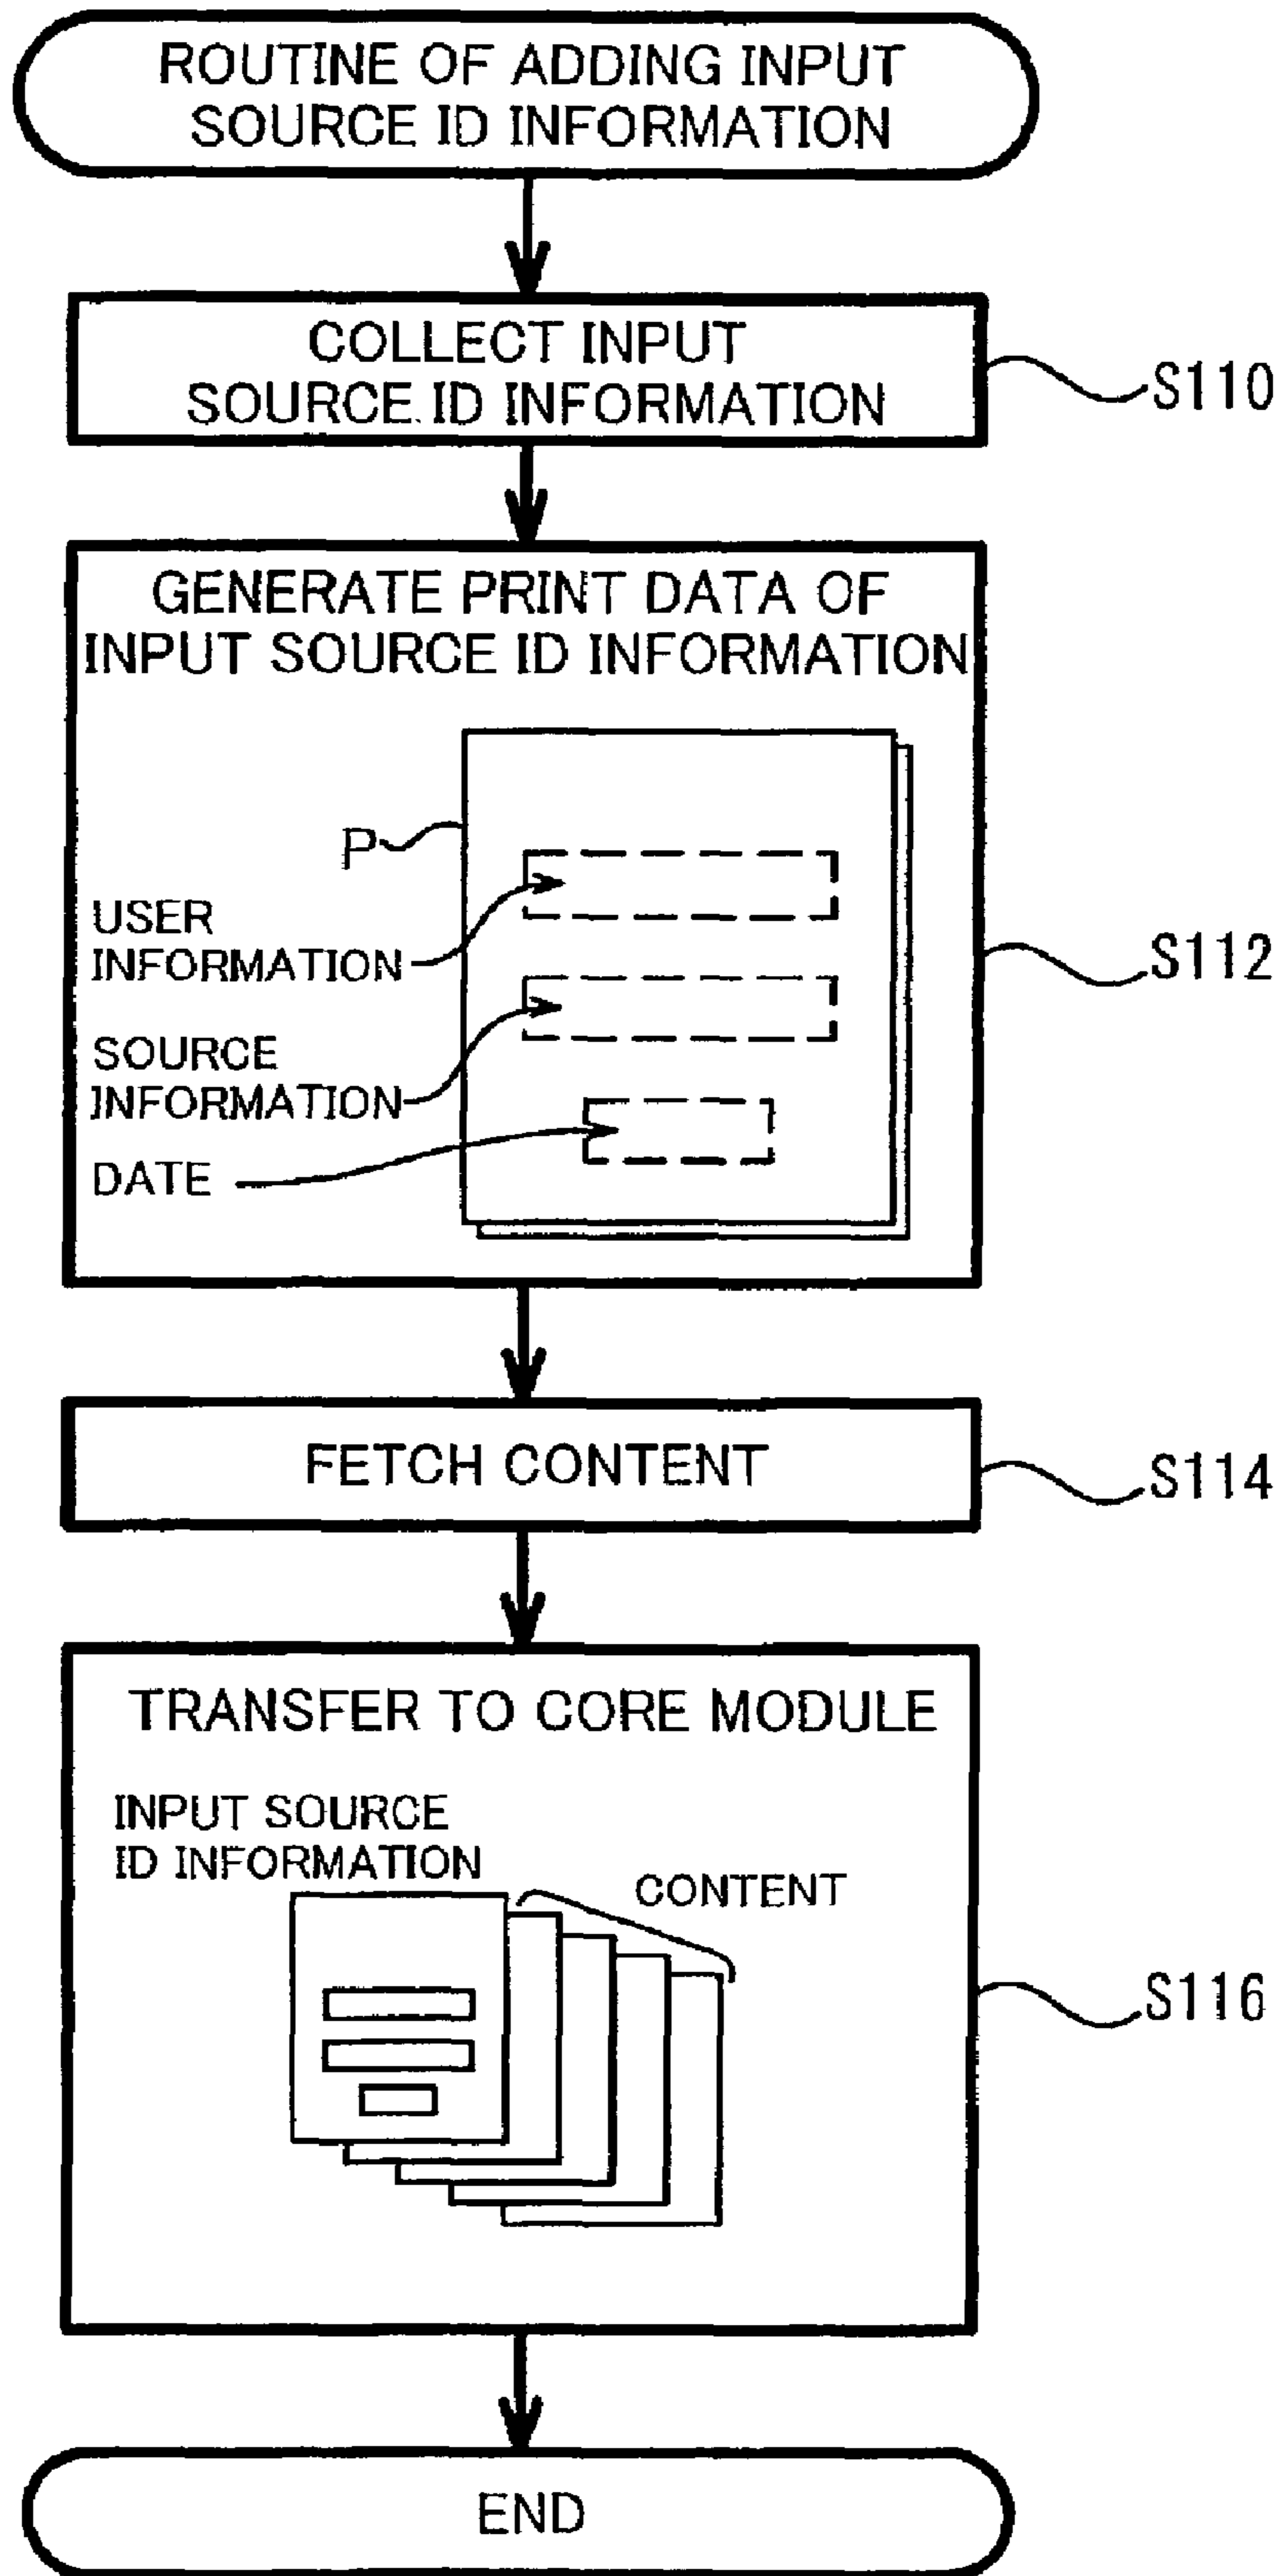 ROUTINE OF ADDING INPUT
SOURCE ID INFORMATION
COLLECT INPUT
SOURCE ID INFORMATION
S110
GENERATE PRINT DATA OF
INPUT SOURCE ID INFORMATION
P
USER
INFORMATION
S112
SOURCE
INFORMATION
DATE
FETCH CONTENT
S114
TRANSFER TO CORE MODULE
INPUT SOURCE
ID INFORMATION
CONTENT
S116
END